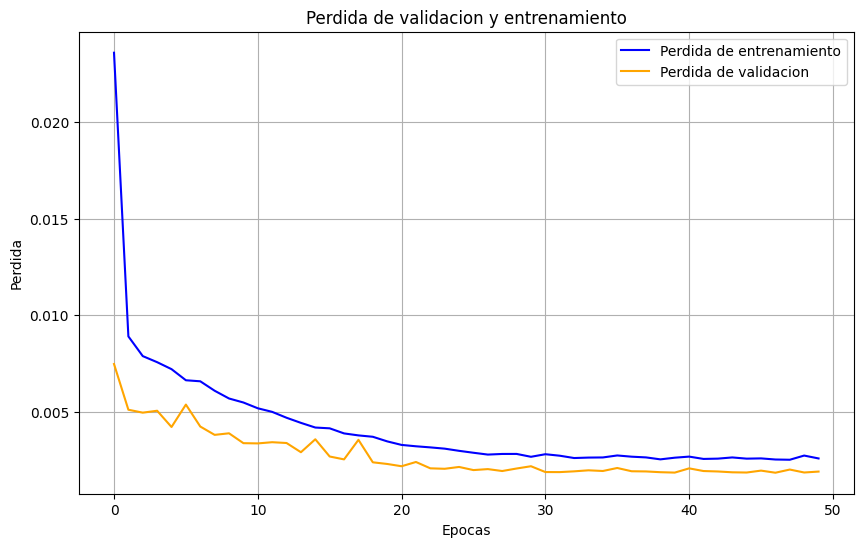 Perdida de validacion y entrenamiento
Perdida de entrenamiento
Perdida de validacion
Perdida
0.020
0.015
0.010
0.005
0 10 20 30 40 50
Epocas